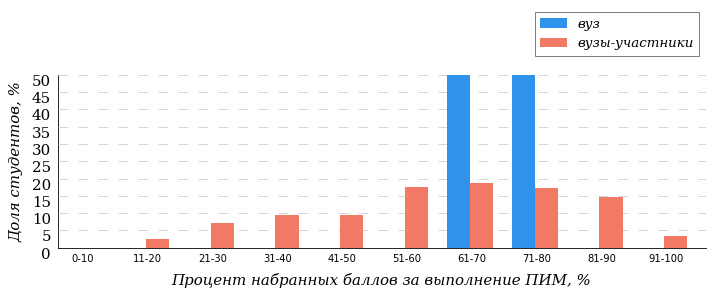 вуз
вузы-участники
Доля студентов, %
50
45
40
35
30
25
20
15
10
5
0
0-10 11-20 21-30 31-40 41-50 51-60 61-70 71-80 81-90 91-100
Процент набранных баллов за выполнение ПИМ, %